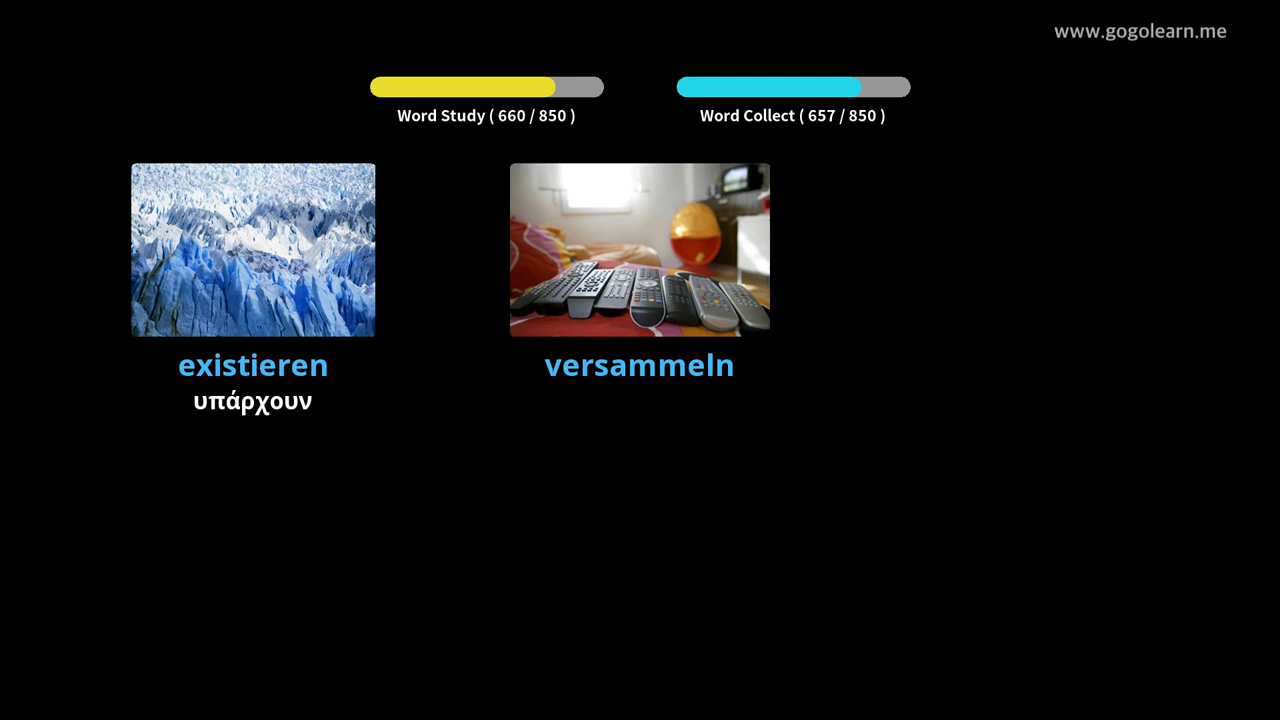 www.gogolearn.me
Word Study ( 660 / 850 )
Word Collect ( 657 / 850 )
existieren
υπάρχουν
versammeln